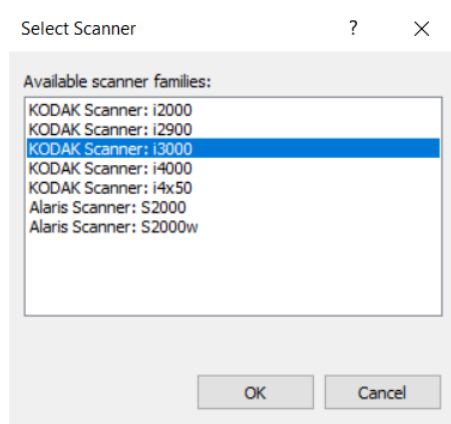 Select Scanner
?
Available scanner families:
KODAK Scanner: i2000
KODAK Scanner: i2900
KODAK Scanner: i3000
KODAK Scanner: i4000
KODAK Scanner: i4x50
Alaris Scanner: S2000
Alaris Scanner: S2000w
OK
Cancel